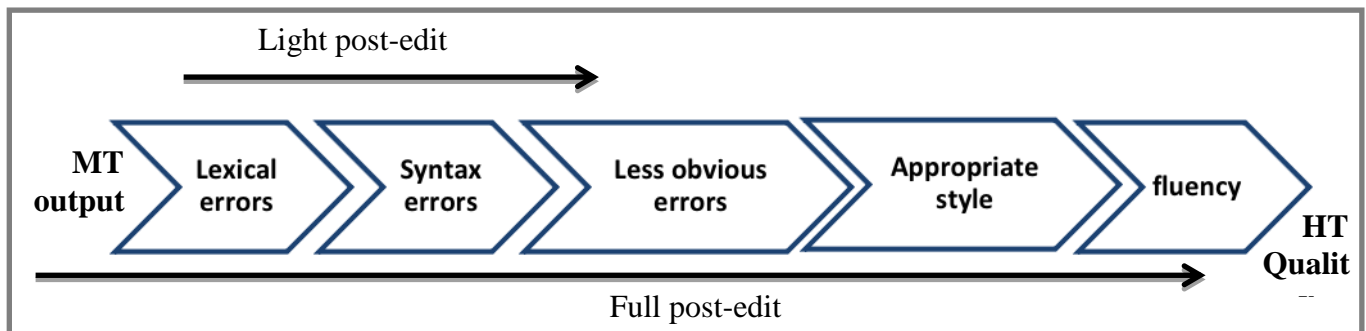 Light post-edit
MT
output
Lexical
errors
Syntax
errors
Less obvious
errors
Appropriate
style
fluency
HT
Qualit
Full post-edit